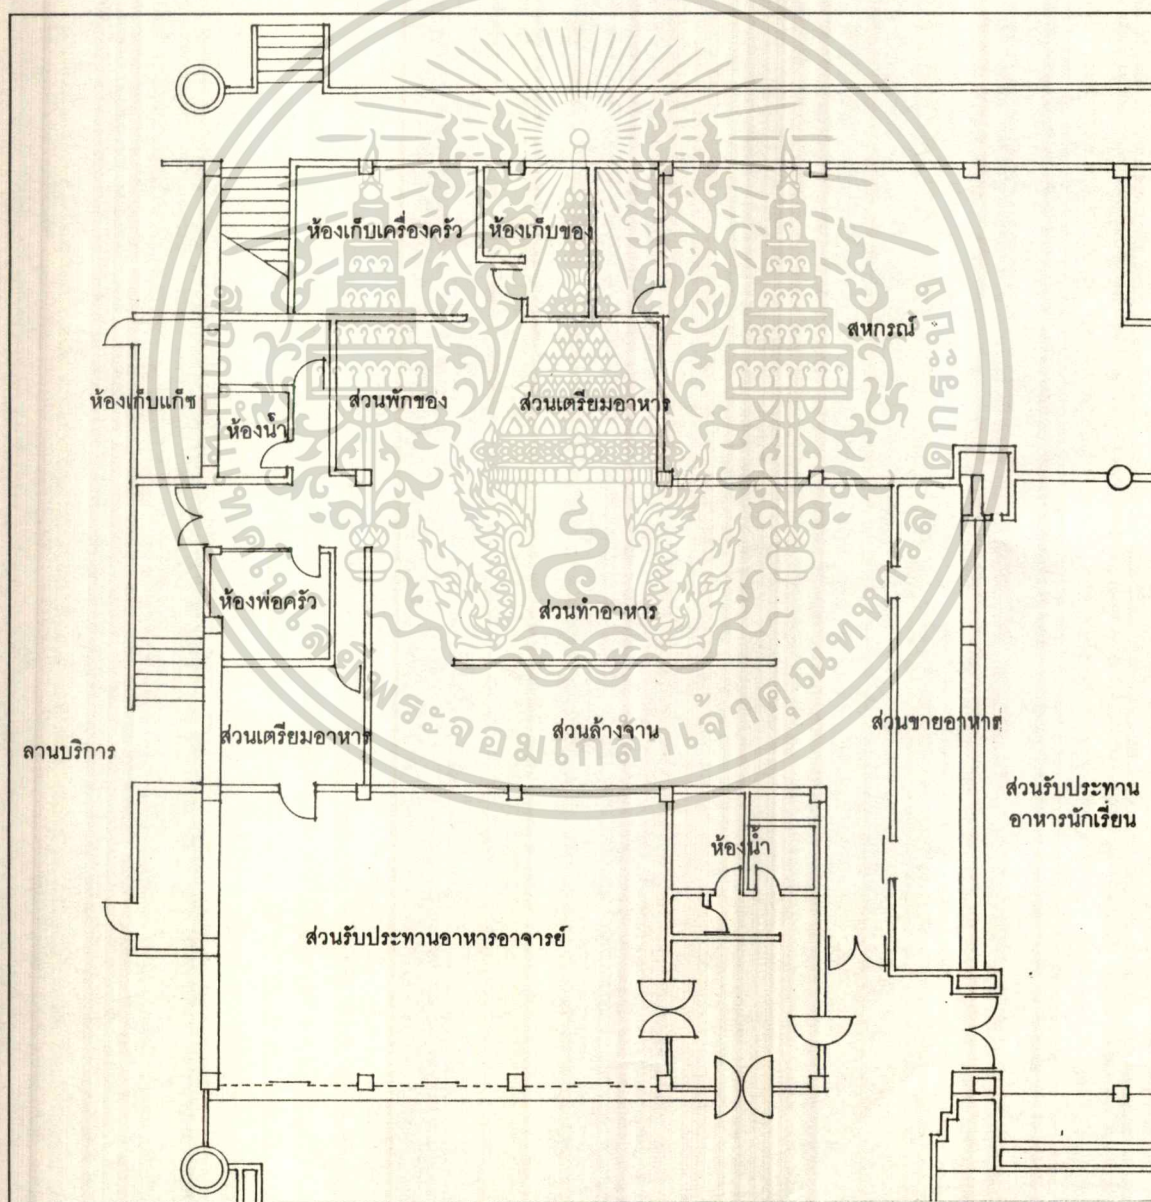 ห้องเก็บเครื่องครัว
ห้องเก็บของ
สหกรณ์
ห้องเก็บแก๊ซ
ส่วนพักของ
ส่วนเตรียมอาหาร
ห้องน้ำ
ห้องพ่อครัว
ส่วนทำอาหาร
ส่วนเตรียมอาหาร
ส่วนล้างจาน
ส่วนขายอาหาร
ลานบริการ
ส่วนรับประทาน
อาหารนักเรียน
ห้องน้ำ
ส่วนรับประทานอาหารอาจารย์